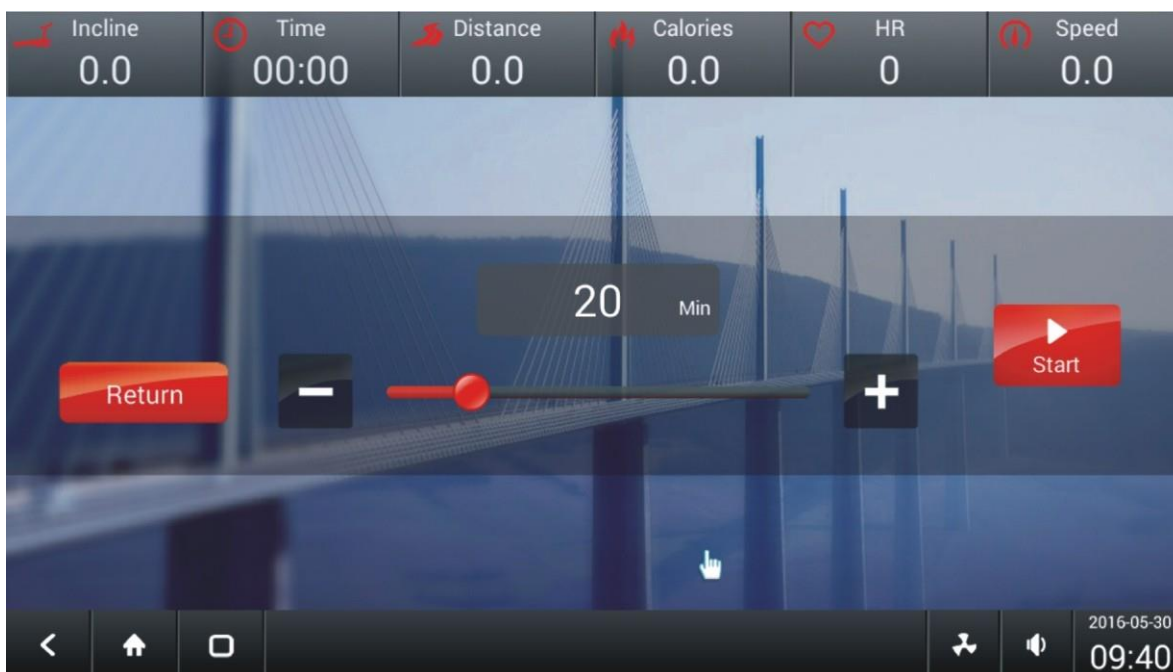 Incline Time Distance Calories HR Speed
0.0 00:00 0.0 0.0 0 0.0
20 Min
Start
Return
2016-05-30
09:40